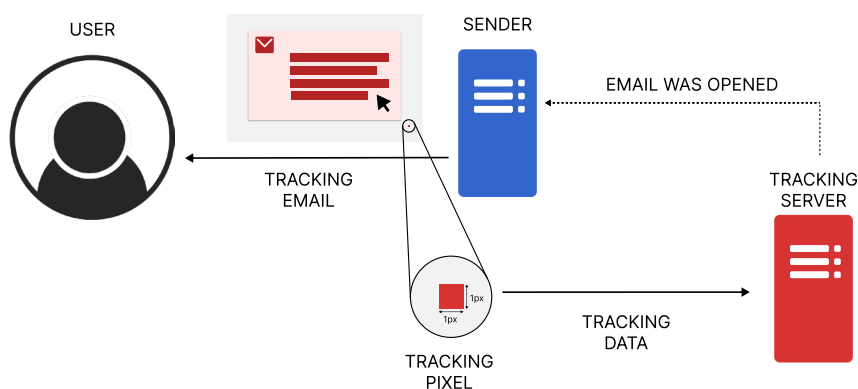 USER
SENDER
EMAIL WAS OPENED
TRACKING
EMAIL
TRACKING
SERVER
1px
1px
TRACKING
DATA
TRACKING
PIXEL